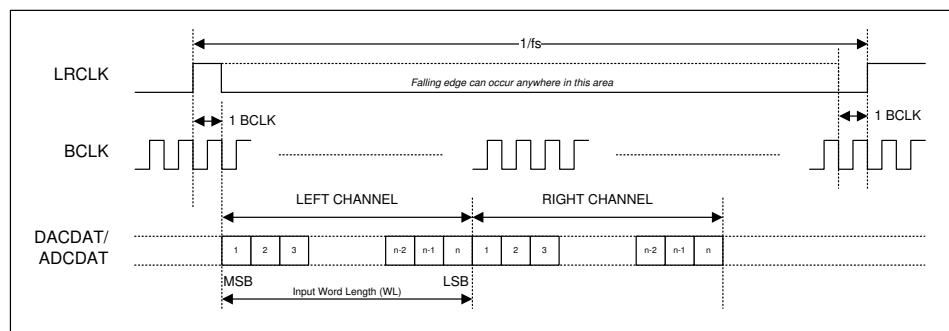 1/fs
LRCLK
Falling edge can occur anywhere in this area
1 BCLK
1 BCLK
BCLK
LEFT CHANNEL
RIGHT CHANNEL
DACDAT/
ADCDAT
1 2 3 n-2 n-1 n 1 2 3 n-2 n-1 n
MSB
LSB
Input Word Length (WL)